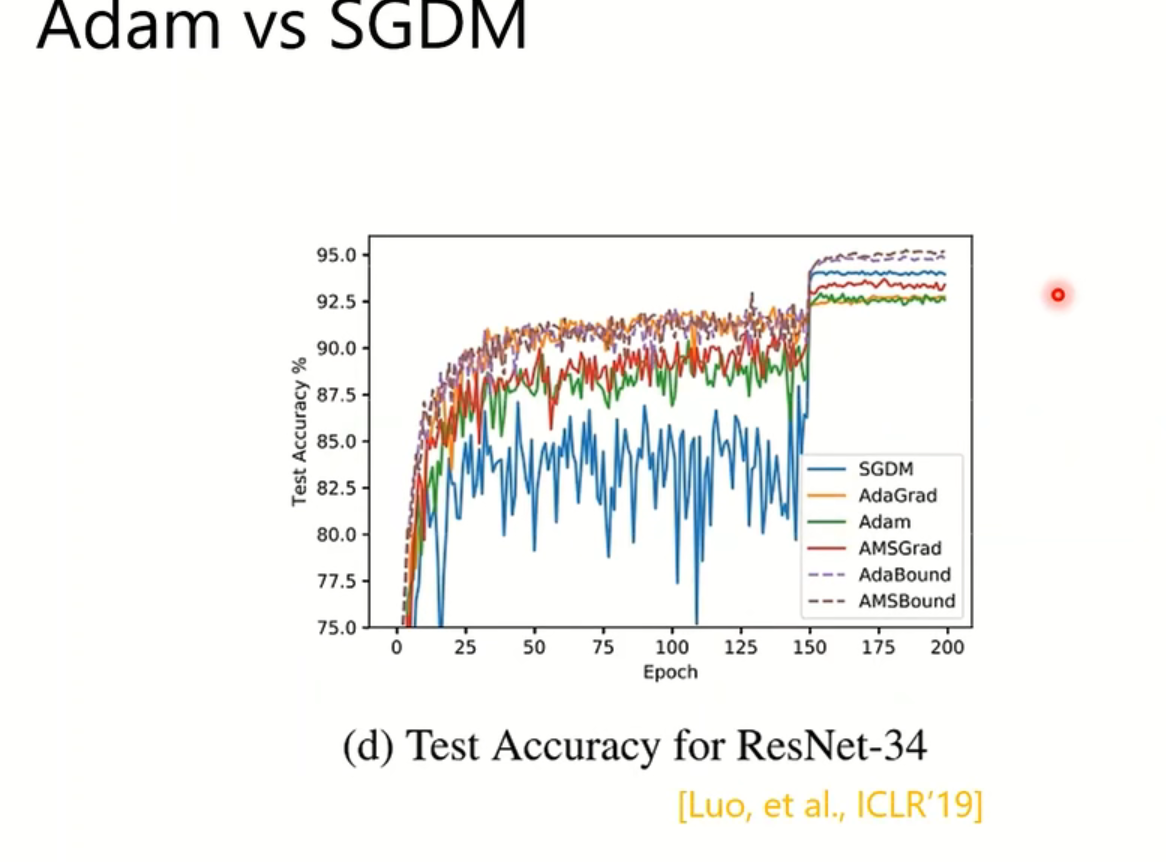 Adam vs SGDM
95.0
92.5
90.0
87.5
85.0
82.5
80.0
77.5
75.0
Test Accuracy %
0 25 50 75 100 125 150 175 200
Epoch
SGDM
AdaGrad
Adam
AMSGrad
AdaBound
AMSBound
(d) Test Accuracy for ResNet-34
[Luo, et al., ICLR'19]